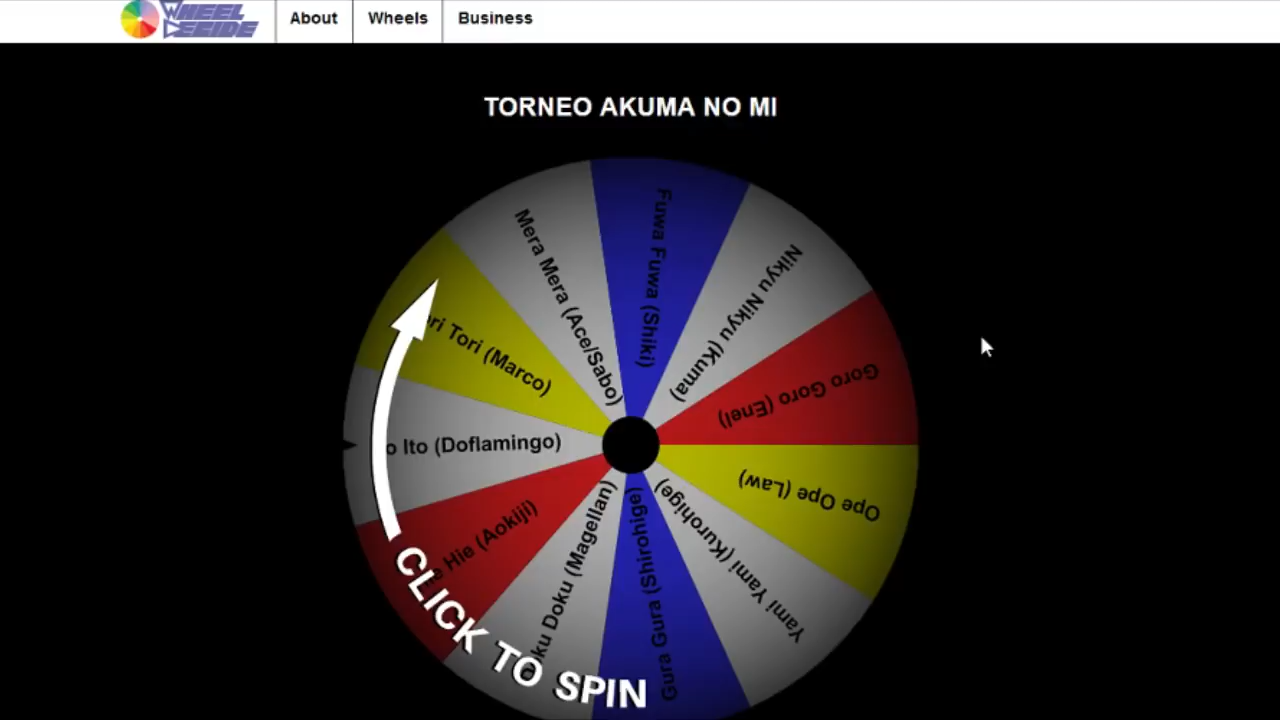 WHEEL
DECIDE
About
Wheels
Business
TORNEO AKUMA NO MI
Fuwa Fuwa (Shiki)
Nikyu Nikyu (Kuma)
Goro Goro (Enel)
Ope Ope (Law)
Yami Yami (Kurohige)
Gura Gura (Shirohige)
Doku (Magellan)
Hie (Aokiji)
Ito (Doflamingo)
Tori (Marco)
Mera Mera (Ace/Sabo)
CLICK TO SPIN